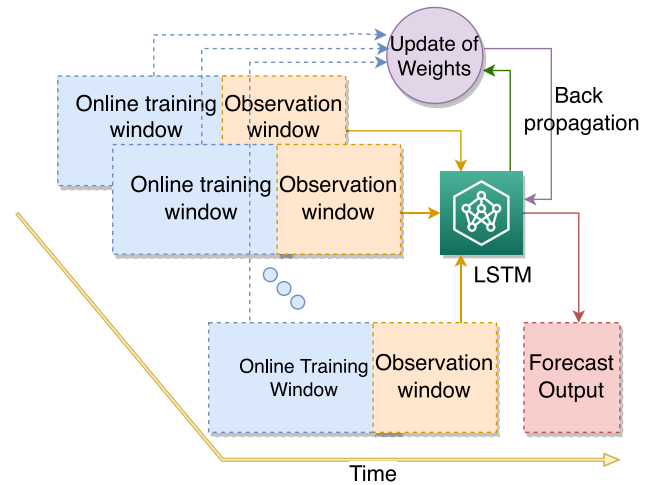 Update of
Weights
Online training
window
Observation
window
Back
propagation
Online training
window
Observation
window
LSTM
Online Training
Window
Observation
window
Forecast
Output
Time